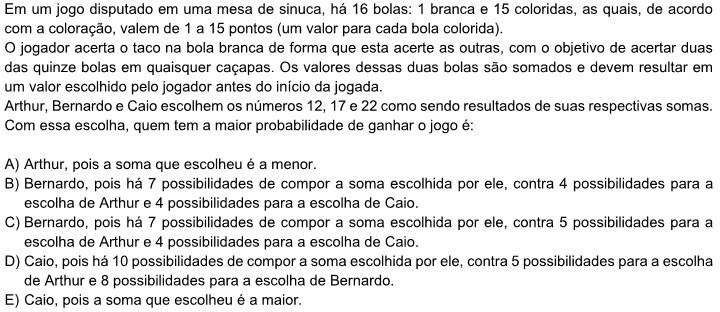 Em um jogo disputado em uma mesa de sinuca, há 16 bolas: 1 branca e 15 coloridas, as quais, de acordo
com a coloração, valem de 1 a 15 pontos (um valor para cada bola colorida).
O jogador acerta o taco na bola branca de forma que esta acerte as outras, com o objetivo de acertar duas
das quinze bolas em quaisquer caçapas. Os valores dessas duas bolas são somados e devem resultar em
um valor escolhido pelo jogador antes do início da jogada.
Arthur, Bernardo e Caio escolhem os números 12, 17 e 22 como sendo resultados de suas respectivas somas.
Com essa escolha, quem tem a maior probabilidade de ganhar o jogo é:
A) Arthur, pois a soma que escolheu é a menor.
B) Bernardo, pois há 7 possibilidades de compor a soma escolhida por ele, contra 4 possibilidades para a
escolha de Arthur e 4 possibilidades para a escolha de Caio.
C) Bernardo, pois há 7 possibilidades de compor a soma escolhida por ele, contra 5 possibilidades para a
escolha de Arthur e 4 possibilidades para a escolha de Caio.
D) Caio, pois há 10 possibilidades de compor a soma escolhida por ele, contra 5 possibilidades para a escolha
de Arthur e 8 possibilidades para a escolha de Bernardo.
E) Caio, pois a soma que escolheu é a maior.